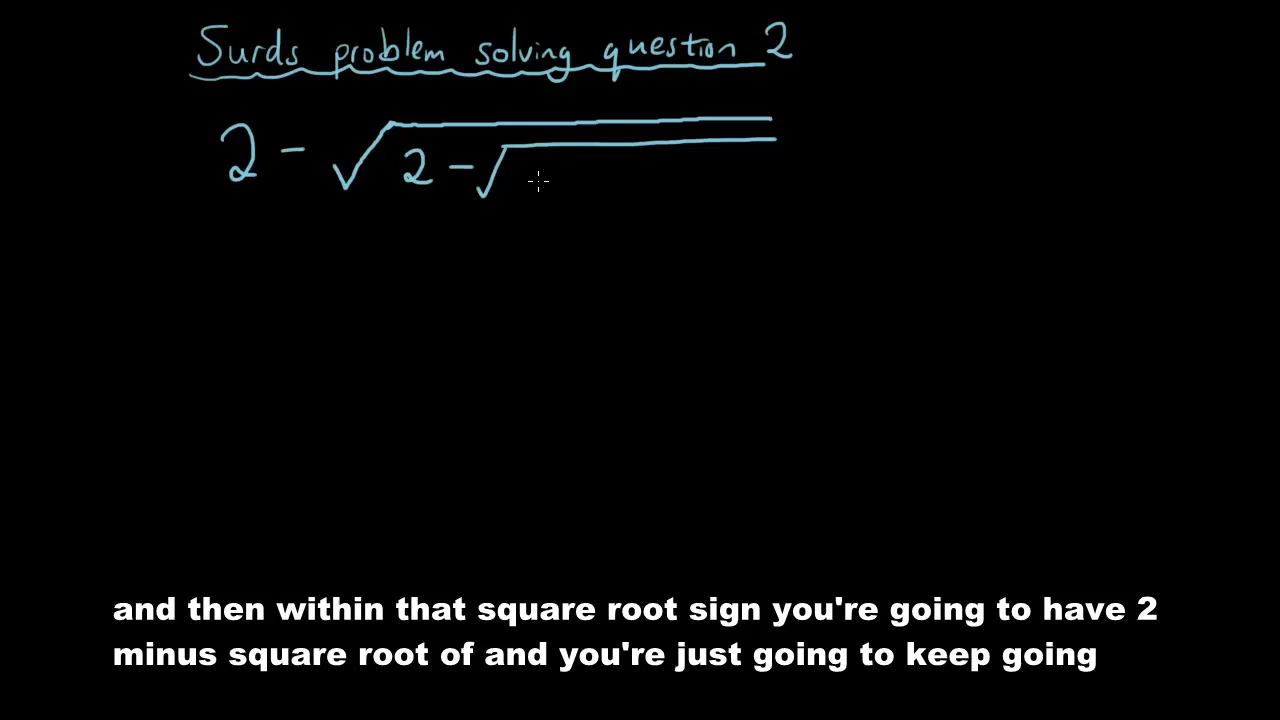 Surds problem solving question 2
2 - √(2 - √
and then within that square root sign you're going to have 2
minus square root of and you're just going to keep going